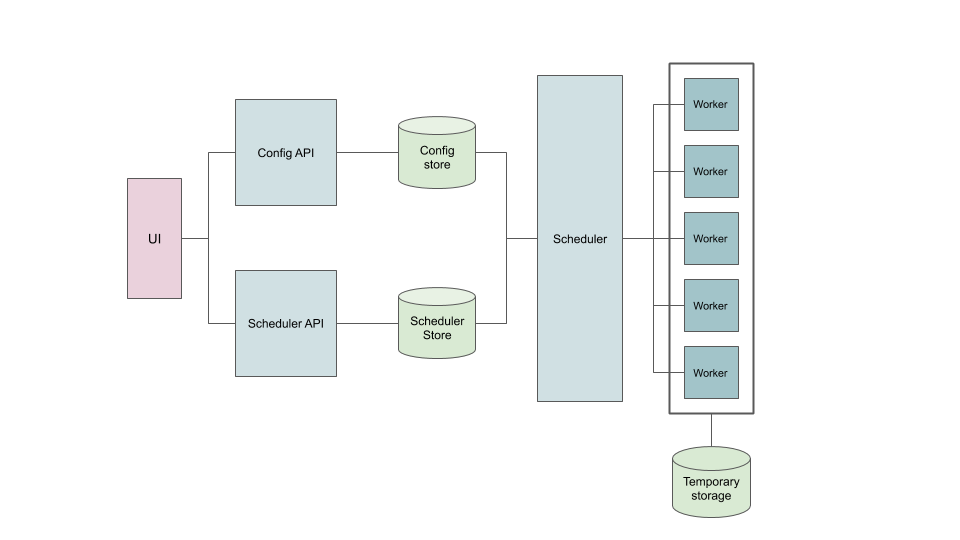 UI
Config API
Scheduler API
Config
store
Scheduler
Store
Scheduler
Worker
Worker
Worker
Worker
Worker
Temporary
storage